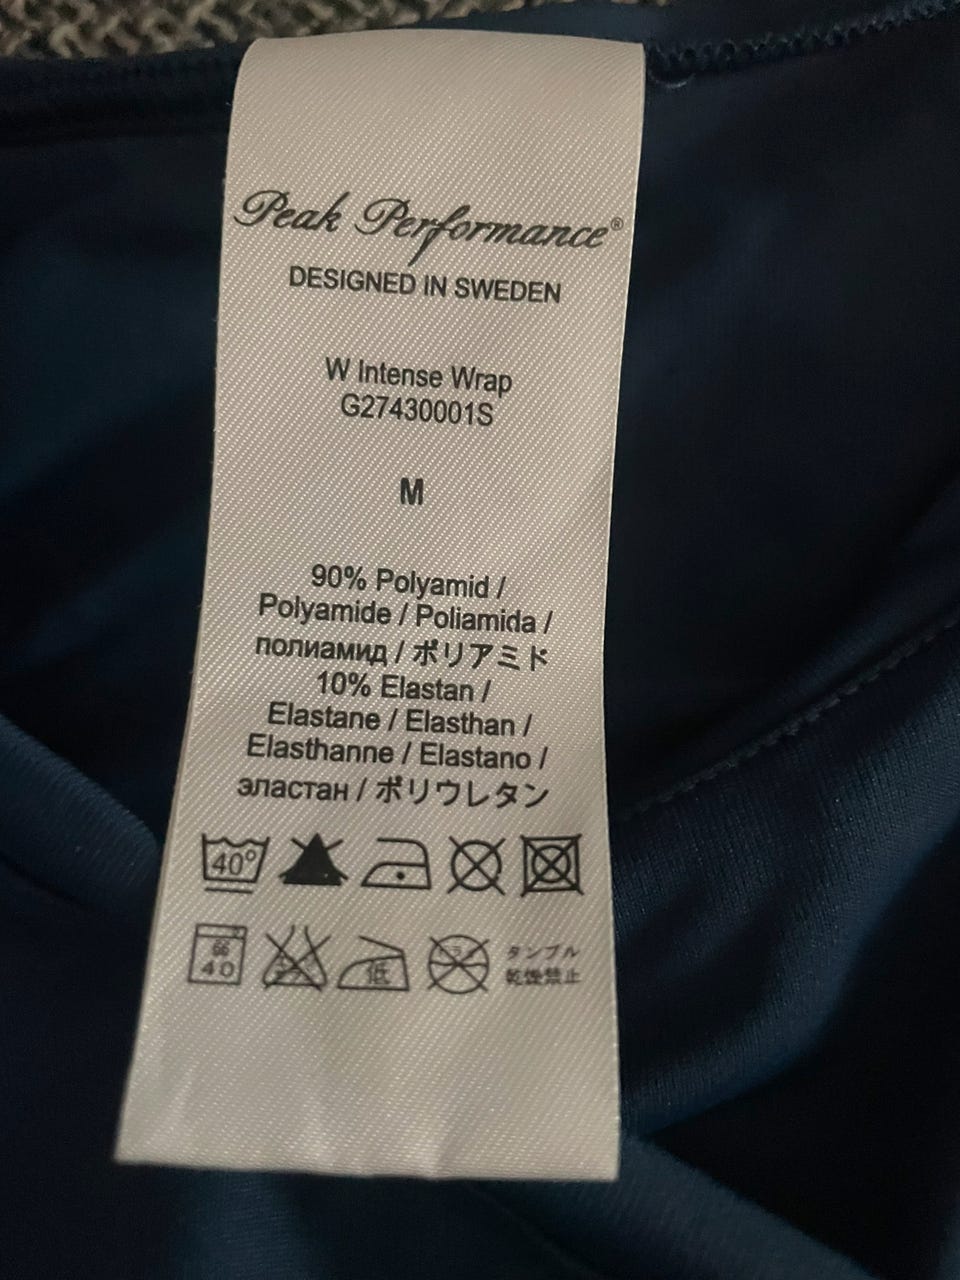 Peak Performance®
DESIGNED IN SWEDEN
W Intense Wrap
G27430001S
M
90% Polyamid /
Polyamide / Poliamida /
полиамид / ポリアミド
10% Elastan /
Elastane / Elasthan /
Elasthanne / Elastano /
эластан / ポリウレタン
40°
弱
40
低
タンブル
乾燥禁止